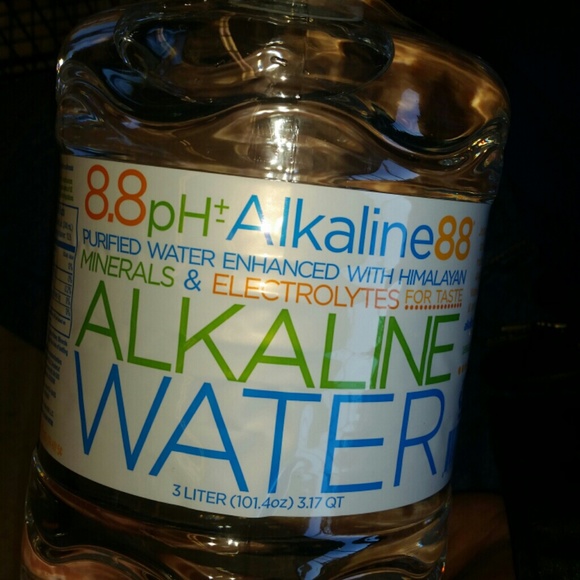 8.8pH± Alkaline88
PURIFIED WATER ENHANCED WITH HIMALAYAN
MINERALS & ELECTROLYTES FOR TASTE
ALKALINE
WATER
3 LITER (101.4oz) 3.17 QT